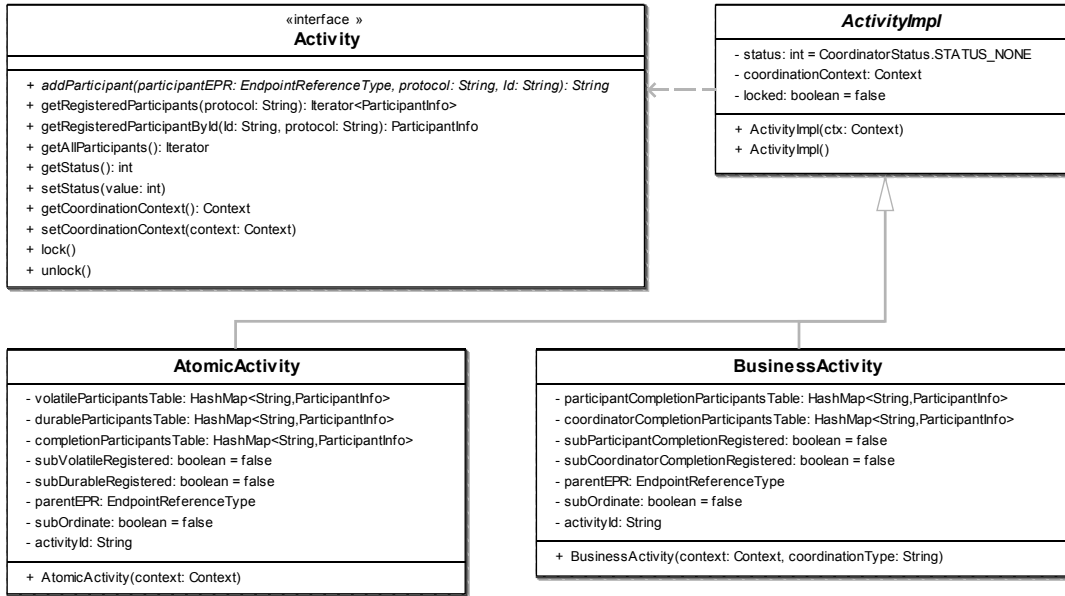 «interface »
Activity
+ addParticipant(participantEPR: EndpointReferenceType, protocol: String, Id: String): String
+ getRegisteredParticipants(protocol: String): Iterator<ParticipantInfo>
+ getRegisteredParticipantById(Id: String, protocol: String): ParticipantInfo
+ getAllParticipants(): Iterator
+ getStatus(): int
+ setStatus(value: int)
+ getCoordinationContext(): Context
+ setCoordinationContext(context: Context)
+ lock()
+ unlock()
ActivityImpl
- status: int = CoordinatorStatus.STATUS_NONE
- coordinationContext: Context
- locked: boolean = false
+ ActivityImpl(ctx: Context)
+ ActivityImpl()
AtomicActivity
- volatileParticipantsTable: HashMap<String,ParticipantInfo>
- durableParticipantsTable: HashMap<String,ParticipantInfo>
- completionParticipantsTable: HashMap<String,ParticipantInfo>
- subVolatileRegistered: boolean = false
- subDurableRegistered: boolean = false
- parentEPR: EndpointReferenceType
- subOrdinate: boolean = false
- activityId: String
+ AtomicActivity(context: Context)
BusinessActivity
- participantCompletionParticipantsTable: HashMap<String,ParticipantInfo>
- coordinatorCompletionParticipantsTable: HashMap<String,ParticipantInfo>
- subParticipantCompletionRegistered: boolean = false
- subCoordinatorCompletionRegistered: boolean = false
- parentEPR: EndpointReferenceType
- subOrdinate: boolean = false
- activityId: String
+ BusinessActivity(context: Context, coordinationType: String)